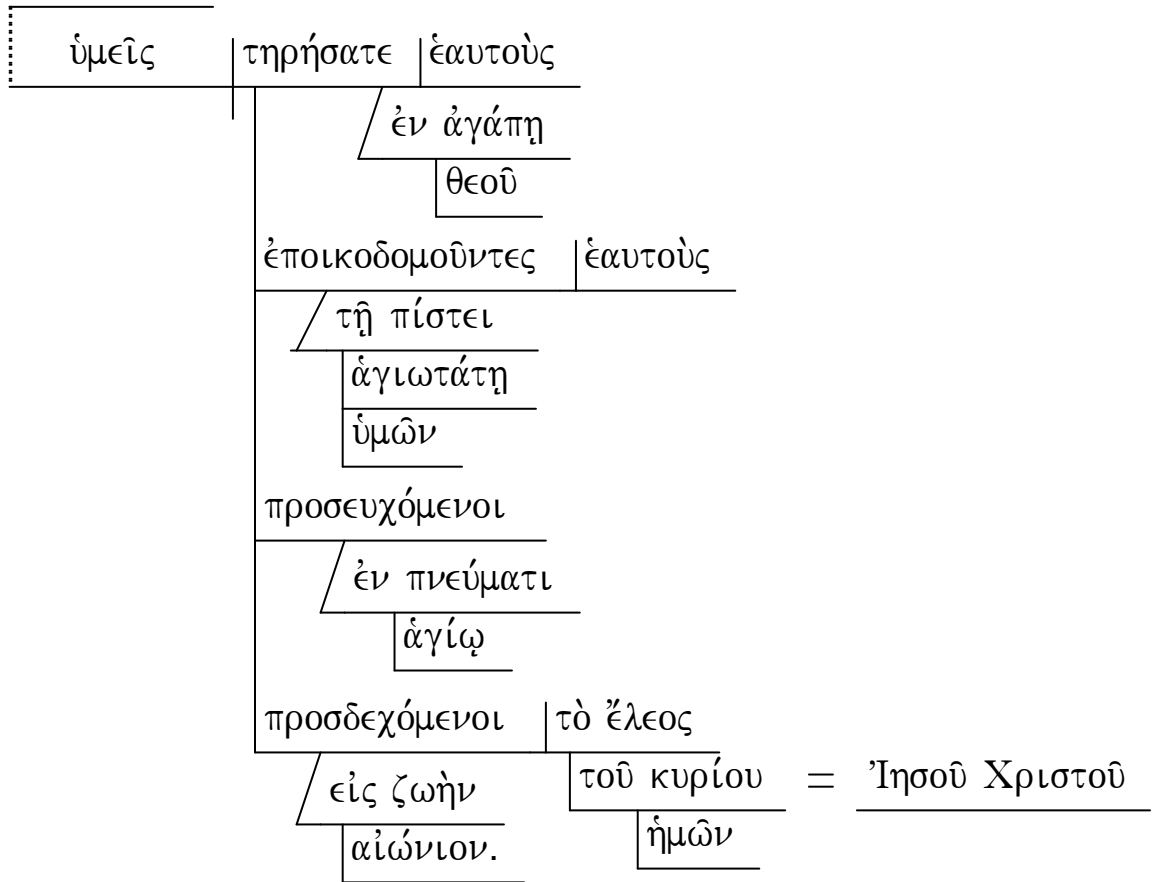 ὑμεῖς τηρήσατε ἑαυτοὺς
ἐν ἀγάπῃ
θεοῦ
ἐποικοδομοῦντες ἑαυτοὺς
τῇ πίστει
ἁγιωτάτῃ
ὑμῶν
προσευχόμενοι
ἐν πνεύματι
ἁγίῳ
προσδεχόμενοι τὸ ἔλεος
εἰς ζωὴν τοῦ κυρίου = Ἰησοῦ Χριστοῦ
αἰώνιον. ἡμῶν